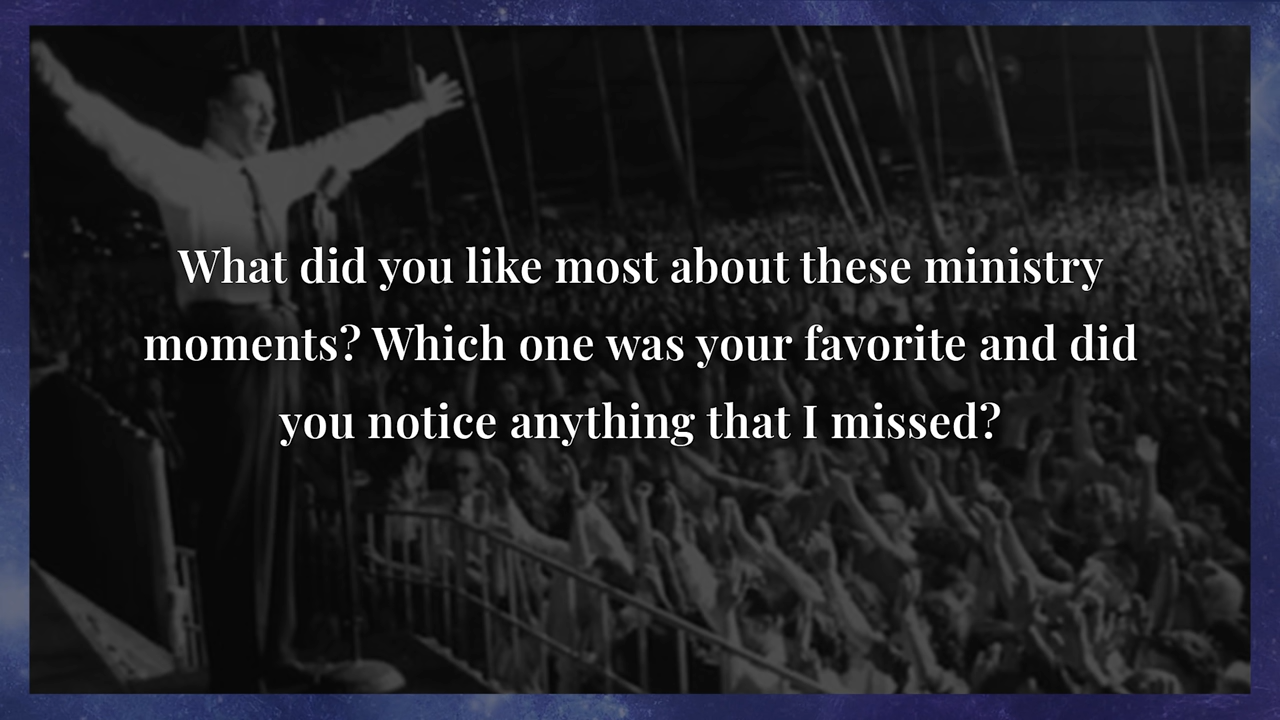 What did you like most about these ministry
moments? Which one was your favorite and did
you notice anything that I missed?